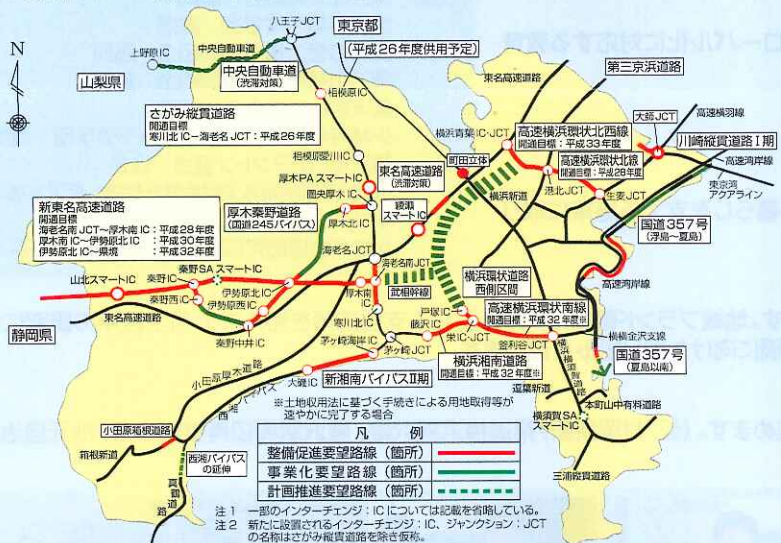 八王子JCT
東京都
(平成26年度供用予定)
上野原IC
中央自動車道
N
山梨県
中央自動車道
(渋滞対策)
相模原IC
さがみ縦貫道路
開通目標
寒川北IC-海老名JCT:平成26年度
相模原愛川IC
厚木PAスマートIC
圏央厚木IC
東名高速道路
(渋滞対策)
東名高速道路
第三京浜道路
横浜青葉IC・JCT
高速横浜環状北西線
開通目標:平成33年度
大師JCT
高速横羽線
川崎縦貫道路Ⅰ期
町田立体
高速横浜環状北線
開通目標:平成28年度
高速湾岸線
東京湾
アクアライン
横浜新道
港北JCT
生麦JCT
綾瀬
スマートIC
国道357号
(浮島~夏島)
新東名高速道路
開通目標
海老名南JCT~厚木南IC:平成28年度
厚木南IC~伊勢原北IC:平成30年度
伊勢原北IC~県境:平成32年度
厚木秦野道路
(国道246バイパス)
厚木北IC
海老名JCT
海老名南JCT
武相幹線
横浜環状道路
西側区間
高速湾岸線
山北スマートIC
秦野IC
秦野SAスマートIC
秦野西IC
伊勢原北IC
伊勢原西IC
厚木南IC
東名高速道路
秦野中井IC
寒川北IC
戸塚IC
藤沢IC
栄IC・JCT
高速横浜環状南線
開通目標:平成32年度※
釜利谷JCT
横横金沢支線
静岡県
小田原厚木道路
茅ヶ崎海岸IC
茅ヶ崎JCT
横浜湘南道路
開通目標:平成32年度※
横浜横須賀道路
国道357号
(夏島以南)
新湘南バイパスⅡ期
大磯IC
西湘バイパス
逗葉新道
本町山中有料道路
横須賀SA
スマートIC
三浦縦貫道路
小田原箱根道路
箱根新道
西湘バイパス
の延伸
真鶴道路
※土地収用法に基づく手続きによる用地取得等が
速やかに完了する場合
凡例
整備促進要望路線(箇所)
事業化要望路線(箇所)
計画推進要望路線(箇所)
注1 一部のインターチェンジ:ICについては記載を省略している。
注2 新たに設置されるインターチェンジ:IC、ジャンクション:JCT
の名称はさがみ縦貫道路を除き仮称。